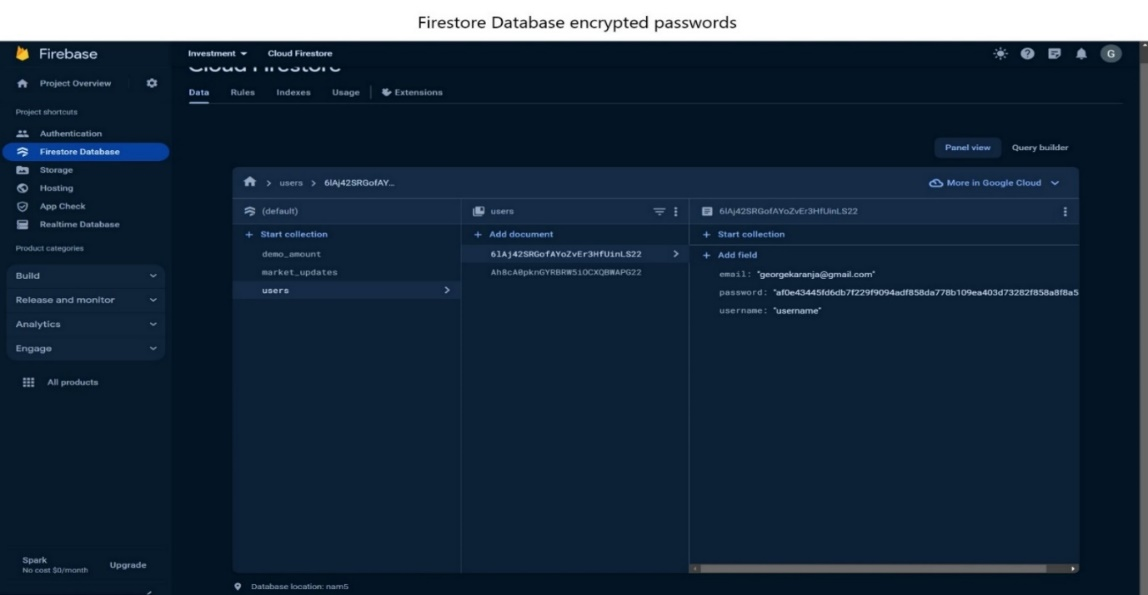 Firestore Database encrypted passwords
Firebase
Investment
Cloud Firestore
G
Project Overview
Cloud Firestore
Data
Rules
Indexes
Usage
Extensions
Project shortcuts
Authentication
Firestore Database
Storage
Hosting
App Check
Realtime Database
Product categories
Build
Release and monitor
Analytics
Engage
All products
Spark
No cost $0/month
Upgrade
Panel view
Query builder
> users > 6lAj42SRGofAY...
More in Google Cloud
(default)
+ Start collection
demo_amount
market_updates
users
users
+ Add document
6lAj42SRGofAYoZvEr3HfUinLS22
Ah8cA0pknGYRBRW5iOCXQBWAPG22
6lAj42SRGofAYoZvEr3HfUinLS22
+ Start collection
+ Add field
email: "georgekaranja@gmail.com"
password: "af0e43445fd6db7f229f9094adf858da778b109ea403d73282f858a8f8a5
username: "username"
Database location: nam5